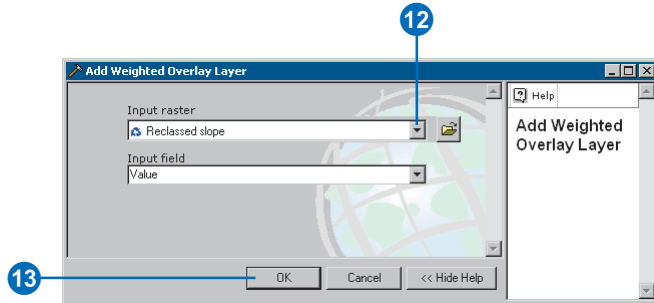 12
Add Weighted Overlay Layer
Help
Input raster
Reclassed slope
Add Weighted
Overlay Layer
Input field
Value
13
OK
Cancel
<< Hide Help